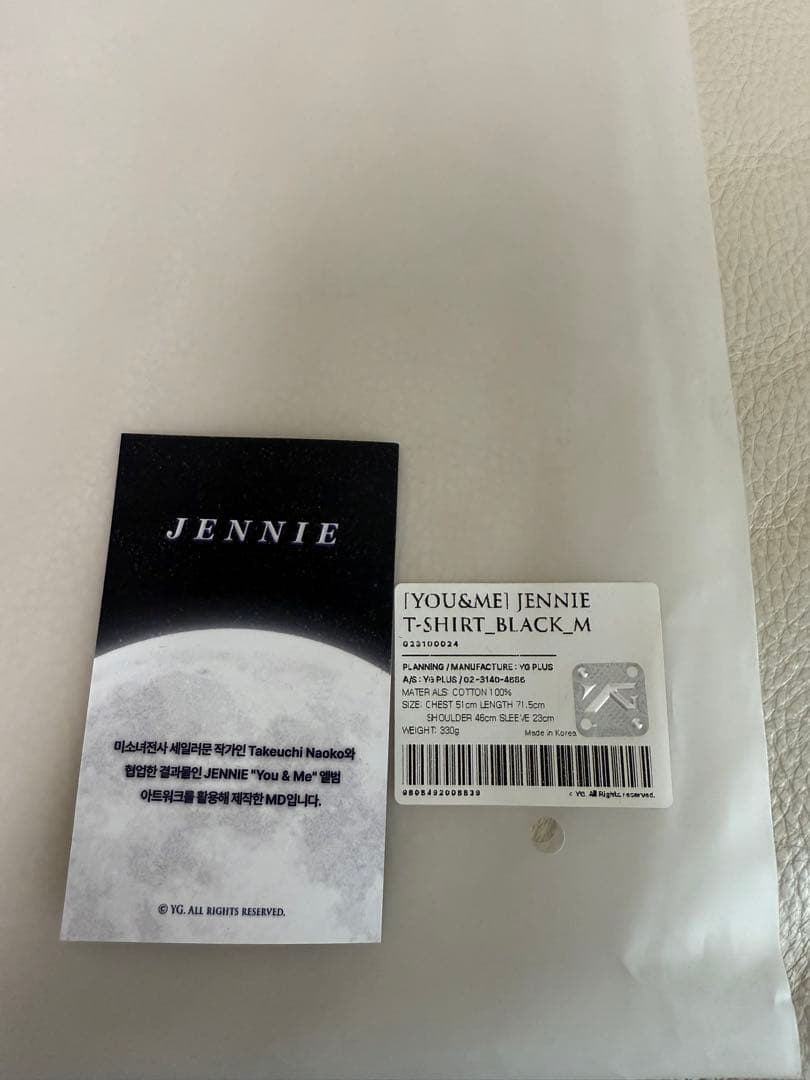 JENNIE
미소녀전사 세일러문 작가인 Takeuchi Naoko와
협업한 결과물인 JENNIE "You & Me" 앨범
아트워크를 활용해 제작한 MD입니다.
© YG. ALL RIGHTS RESERVED.
[YOU&ME] JENNIE
T-SHIRT_BLACK_M
G23100024
PLANNING / MANUFACTURE : YG PLUS
A/S : YG PLUS / 02-3140-4686
MATERIALS: COTTON 100%
SIZE: CHEST 51cm LENGTH 71.5cm
SHOULDER 46cm SLEEVE 23cm
WEIGHT: 330g
Made in Korea
YG
© YG. All Rights reserved.